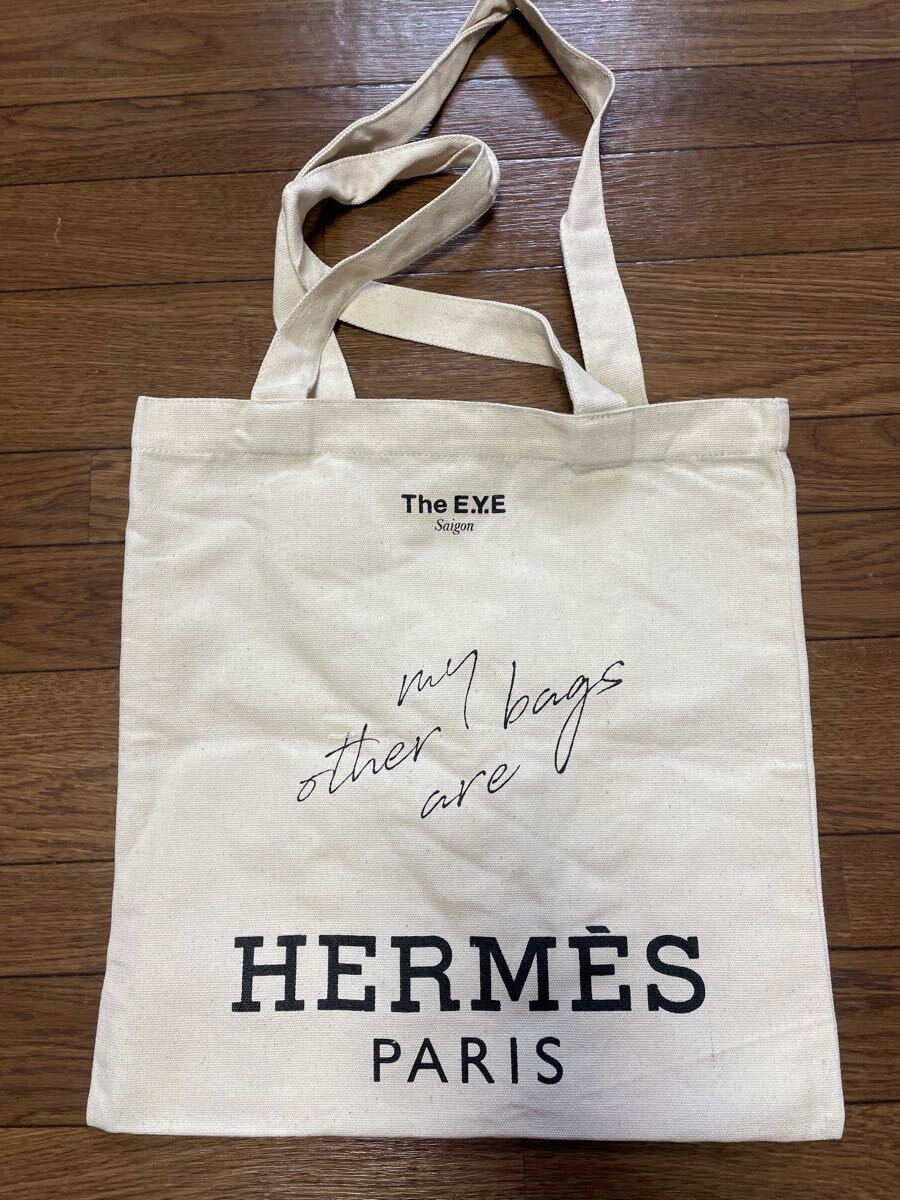 The E.Y.E
Saigon
my
other bags
are
HERMÈS
PARIS